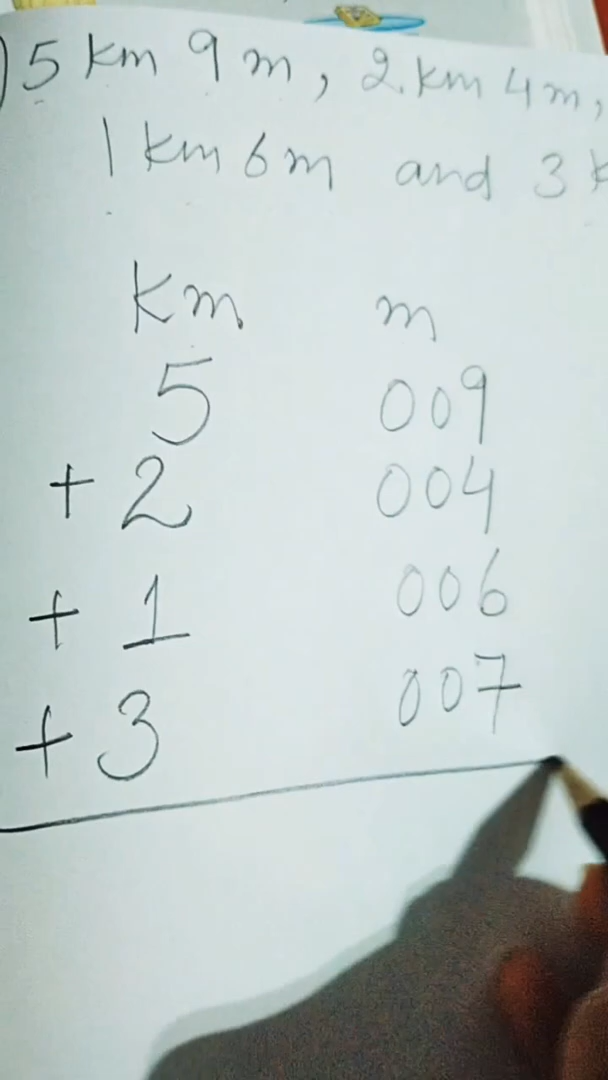 ) 5 km 9 m, 2 km 4 m,
1 km 6 m and 3 k
Km m
5 009
+ 2 004
+ 1 006
+ 3 007